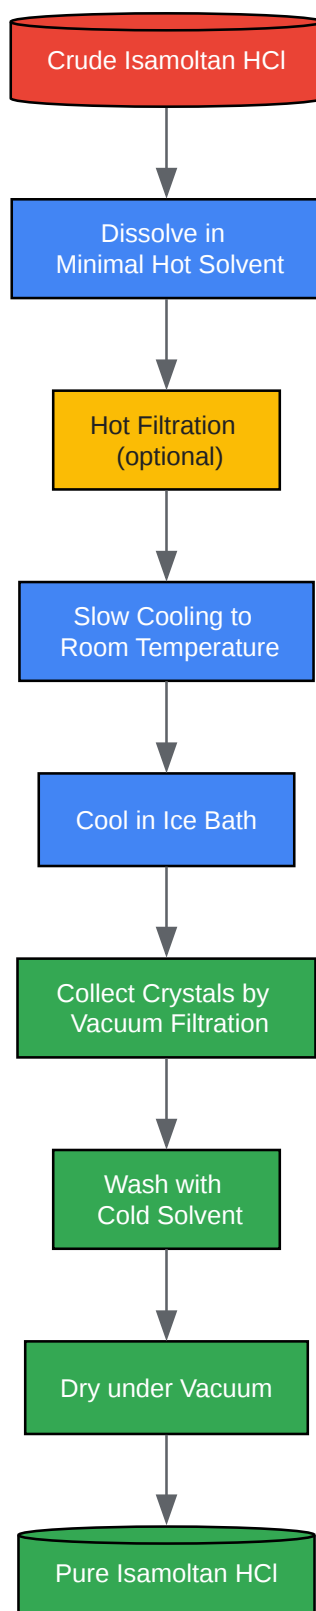 Crude Isamoltan HCl
Dissolve in
Minimal Hot Solvent
Hot Filtration
(optional)
Slow Cooling to
Room Temperature
Cool in Ice Bath
Collect Crystals by
Vacuum Filtration
Wash with
Cold Solvent
Dry under Vacuum
Pure Isamoltan HCl